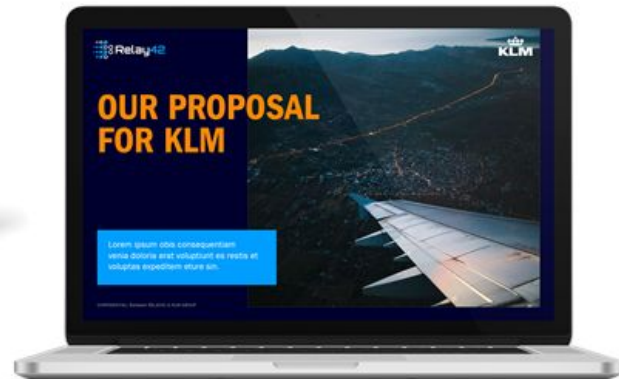 Relay42
KLM
OUR PROPOSAL
FOR KLM
Lorem ipsum obis consequentiam
venia doloria erat voluptiunt es restis et
voluptas expeditem eture sin.